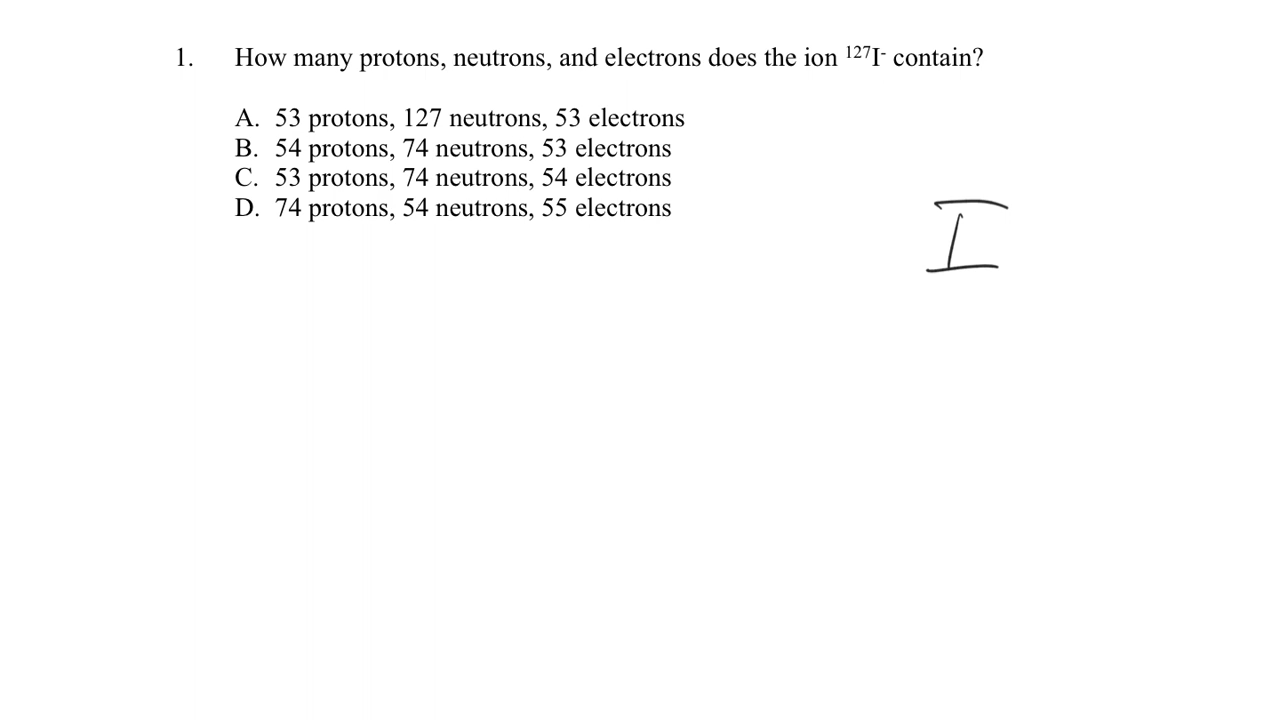 1. How many protons, neutrons, and electrons does the ion ¹²⁷I⁻ contain?
A. 53 protons, 127 neutrons, 53 electrons
B. 54 protons, 74 neutrons, 53 electrons
C. 53 protons, 74 neutrons, 54 electrons
D. 74 protons, 54 neutrons, 55 electrons
I